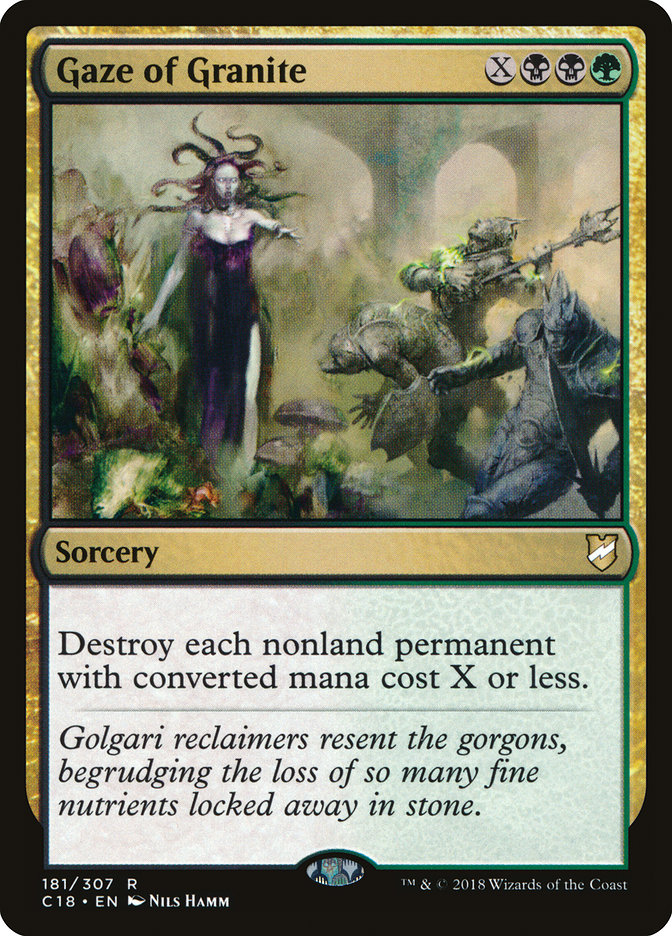 Gaze of Granite X
Sorcery
Destroy each nonland permanent
with converted mana cost X or less.
Golgari reclaimers resent the gorgons,
begrudging the loss of so many fine
nutrients locked away in stone.
181/307 R
C18 • EN Nils Hamm
™ & © 2018 Wizards of the Coast